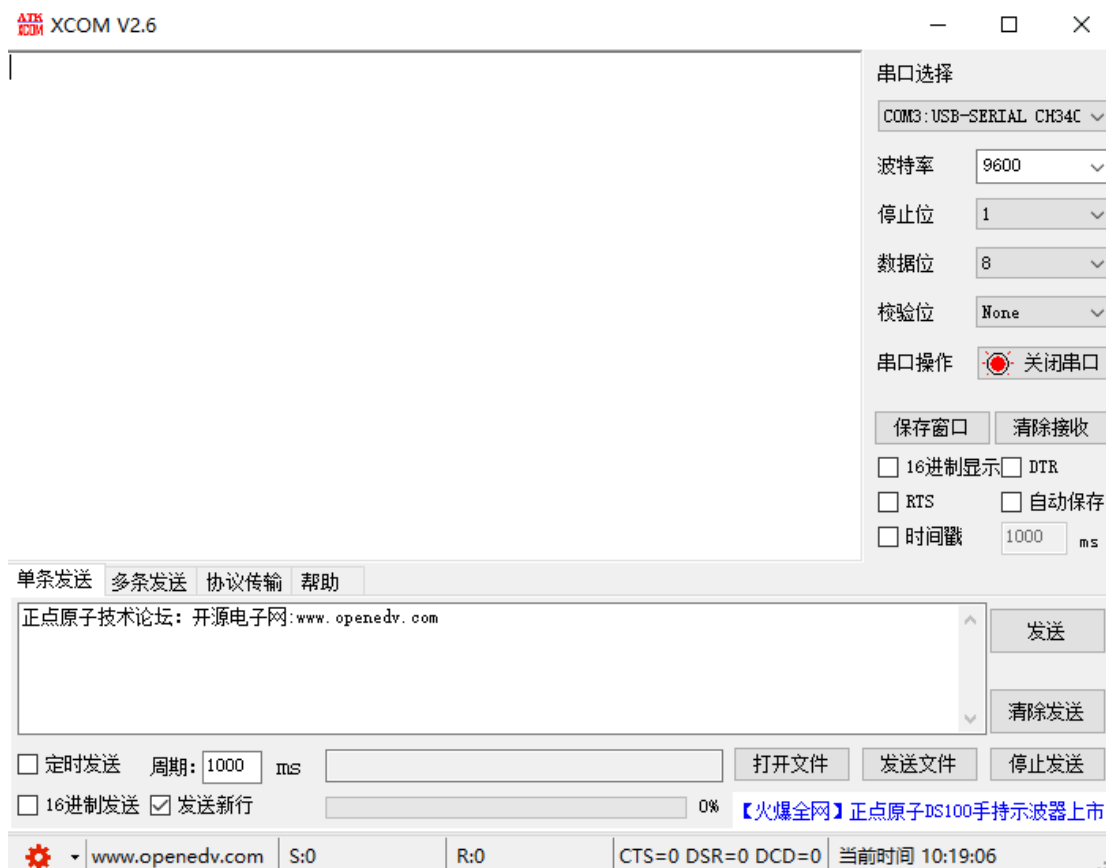 ATK XCOM XCOM V2.6
串口选择
COM3:USB-SERIAL CH34C
波特率 9600
停止位 1
数据位 8
校验位 None
串口操作 关闭串口
保存窗口 清除接收
16进制显示 DTR
RTS 自动保存
时间戳 1000 ms
单条发送 多条发送 协议传输 帮助
正点原子技术论坛：开源电子网:www.openedv.com
发送
清除发送
定时发送 周期: 1000 ms 打开文件 发送文件 停止发送
16进制发送 发送新行 0% 【火爆全网】正点原子DS100手持示波器上市
www.openedv.com S:0 R:0 CTS=0 DSR=0 DCD=0 当前时间 10:19:06